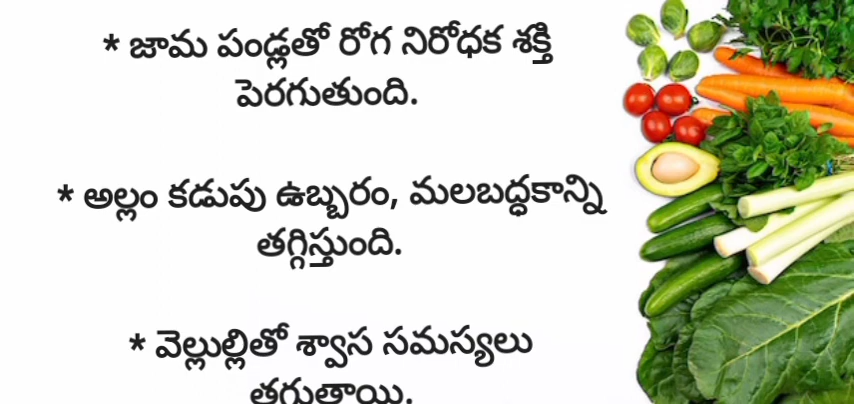 * జామ పండ్లతో రోగ నిరోధక శక్తి
పెరగుతుంది.
* అల్లం కడుపు ఉబ్బరం, మలబద్ధకాన్ని
తగ్గిస్తుంది.
* వెల్లుల్లితో శ్వాస సమస్యలు
తగ్గుతాయి.